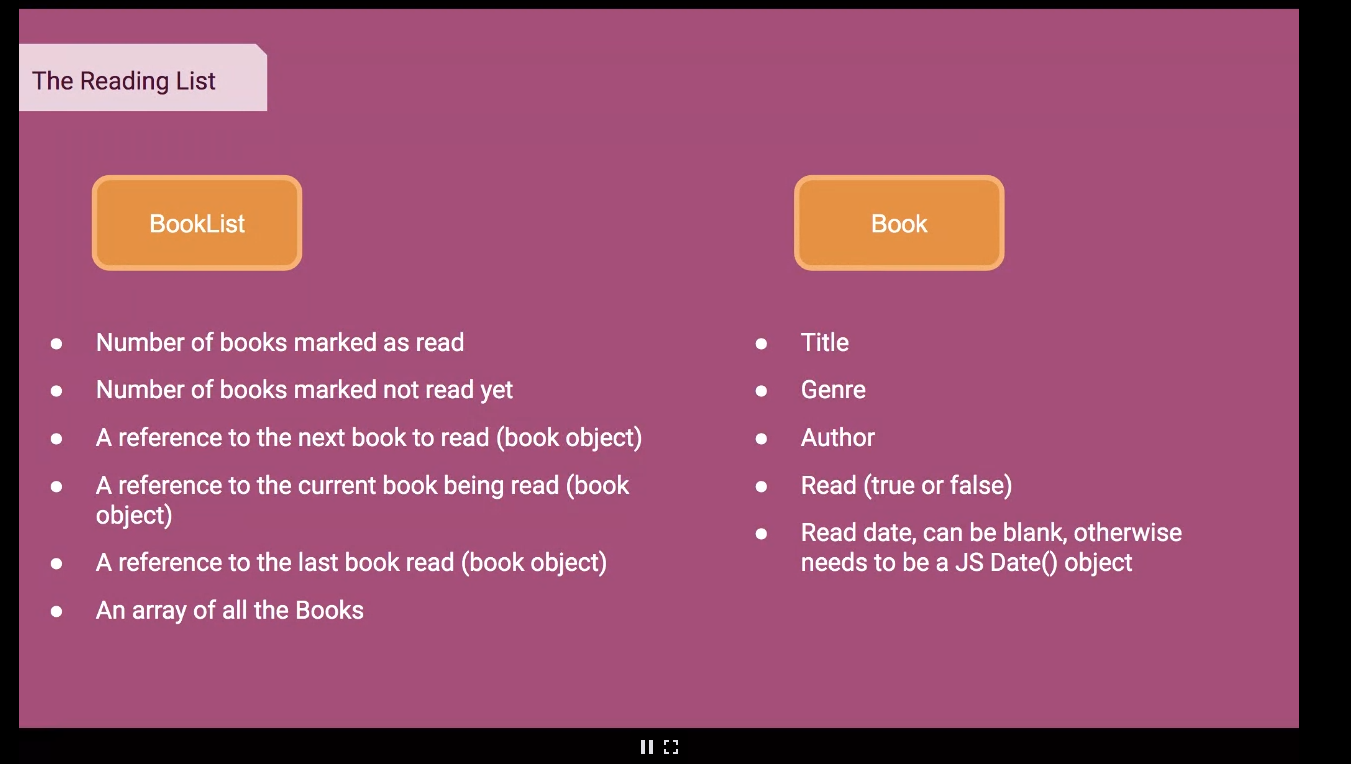 The Reading List
BookList
● Number of books marked as read
● Number of books marked not read yet
● A reference to the next book to read (book object)
● A reference to the current book being read (book
object)
● A reference to the last book read (book object)
● An array of all the Books
Book
● Title
● Genre
● Author
● Read (true or false)
● Read date, can be blank, otherwise
needs to be a JS Date() object